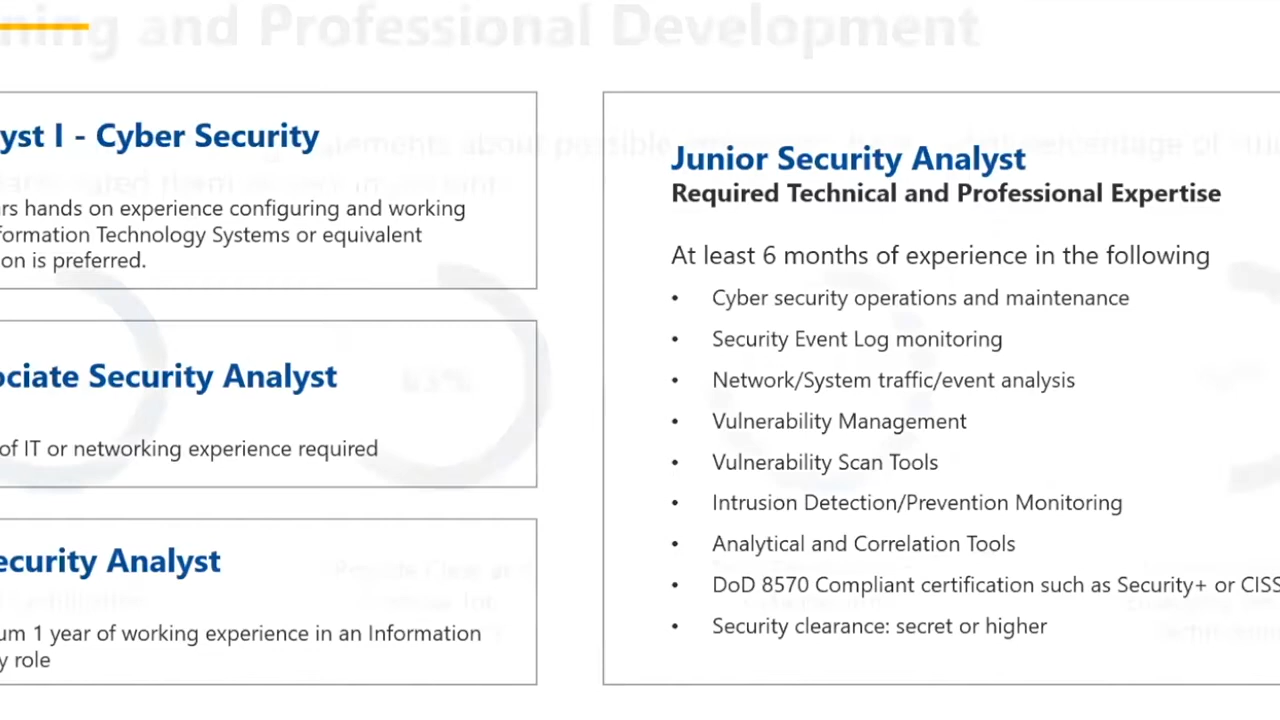 and Professional Development
yst I - Cyber Security
rs hands on experience configuring and working
formation Technology Systems or equivalent
on is preferred.
ociate Security Analyst
of IT or networking experience required
ecurity Analyst
um 1 year of working experience in an Information
y role
Junior Security Analyst
Required Technical and Professional Expertise
At least 6 months of experience in the following
• Cyber security operations and maintenance
• Security Event Log monitoring
• Network/System traffic/event analysis
• Vulnerability Management
• Vulnerability Scan Tools
• Intrusion Detection/Prevention Monitoring
• Analytical and Correlation Tools
• DoD 8570 Compliant certification such as Security+ or CISS
• Security clearance: secret or higher